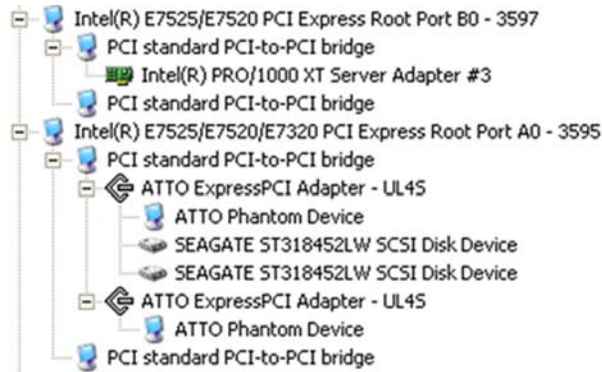 Intel(R) E7525/E7520 PCI Express Root Port B0 - 3597
PCI standard PCI-to-PCI bridge
Intel(R) PRO/1000 XT Server Adapter #3
PCI standard PCI-to-PCI bridge
Intel(R) E7525/E7520/E7320 PCI Express Root Port A0 - 3595
PCI standard PCI-to-PCI bridge
ATTO ExpressPCI Adapter - UL4S
ATTO Phantom Device
SEAGATE ST318452LW SCSI Disk Device
SEAGATE ST318452LW SCSI Disk Device
ATTO ExpressPCI Adapter - UL4S
ATTO Phantom Device
PCI standard PCI-to-PCI bridge